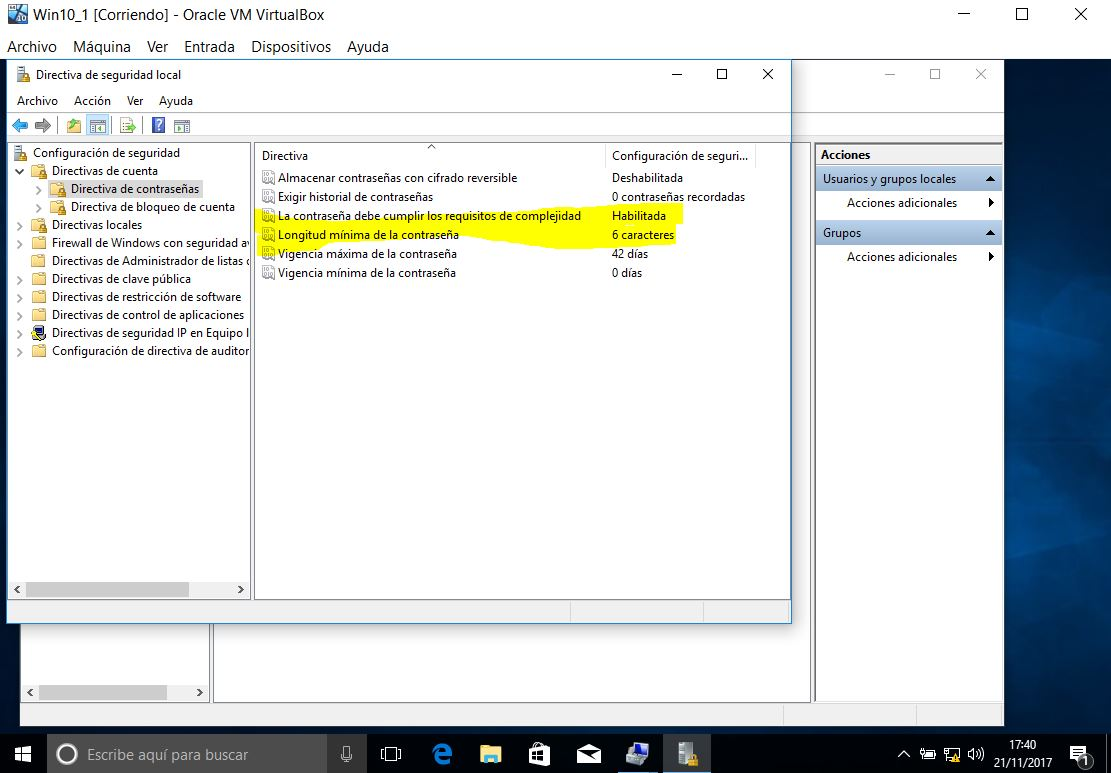 Win10_1 [Corriendo] - Oracle VM VirtualBox
Archivo Máquina Ver Entrada Dispositivos Ayuda
Directiva de seguridad local
Archivo Acción Ver Ayuda
Configuración de seguridad
Directivas de cuenta
Directiva de contraseñas
Directiva de bloqueo de cuenta
Directivas locales
Firewall de Windows con seguridad av
Directivas de Administrador de listas d
Directivas de clave pública
Directivas de restricción de software
Directivas de control de aplicaciones
Directivas de seguridad IP en Equipo l
Configuración de directiva de auditor
Directiva Configuración de seguri...
Almacenar contraseñas con cifrado reversible Deshabilitada
Exigir historial de contraseñas 0 contraseñas recordadas
La contraseña debe cumplir los requisitos de complejidad Habilitada
Longitud mínima de la contraseña 6 caracteres
Vigencia máxima de la contraseña 42 días
Vigencia mínima de la contraseña 0 días
Acciones
Usuarios y grupos locales
Acciones adicionales
Grupos
Acciones adicionales
Escribe aquí para buscar
17:40
21/11/2017
1